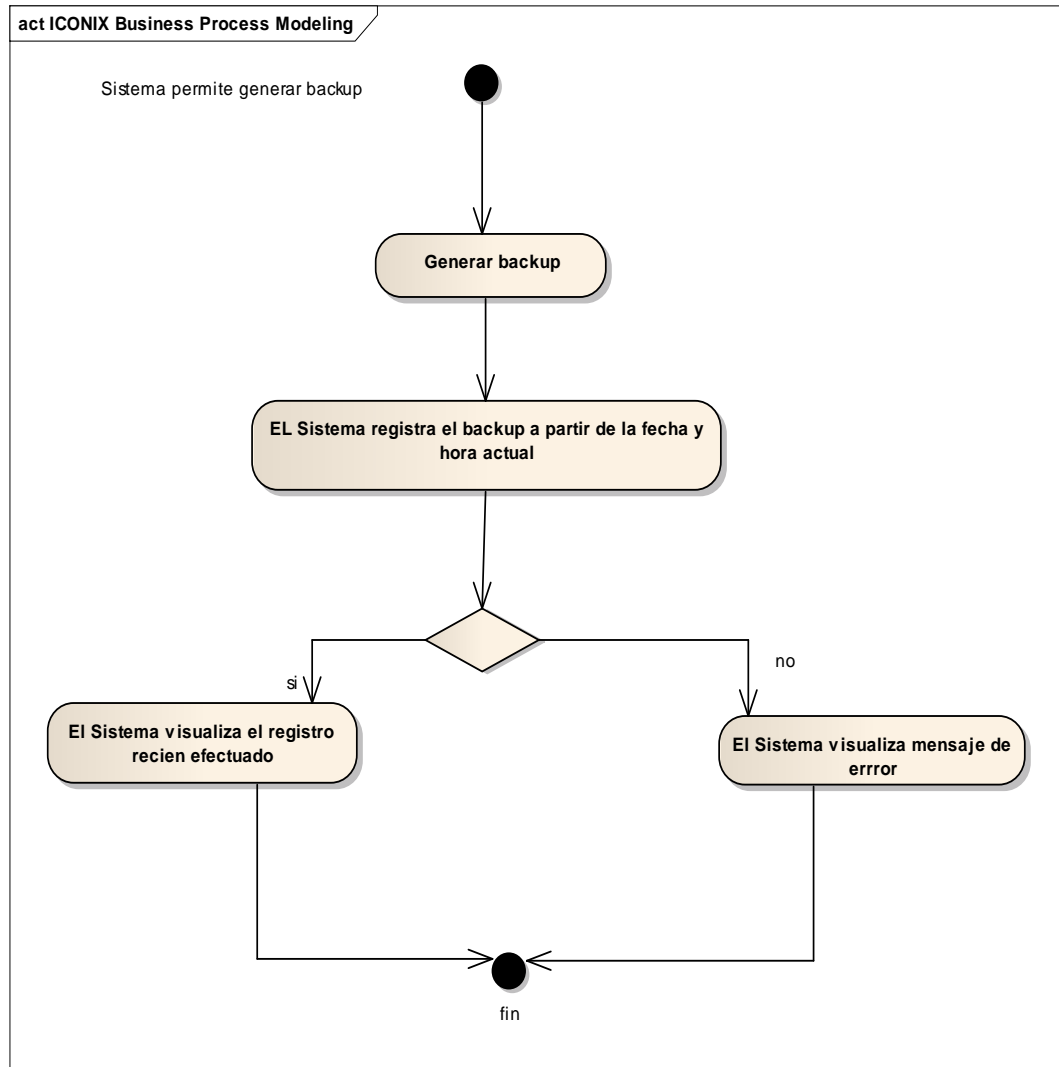 act ICONIX Business Process Modeling
Sistema permite generar backup
Generar backup
EL Sistema registra el backup a partir de la fecha y
hora actual
si
no
El Sistema visualiza el registro
recien efectuado
El Sistema visualiza mensaje de
errror
fin